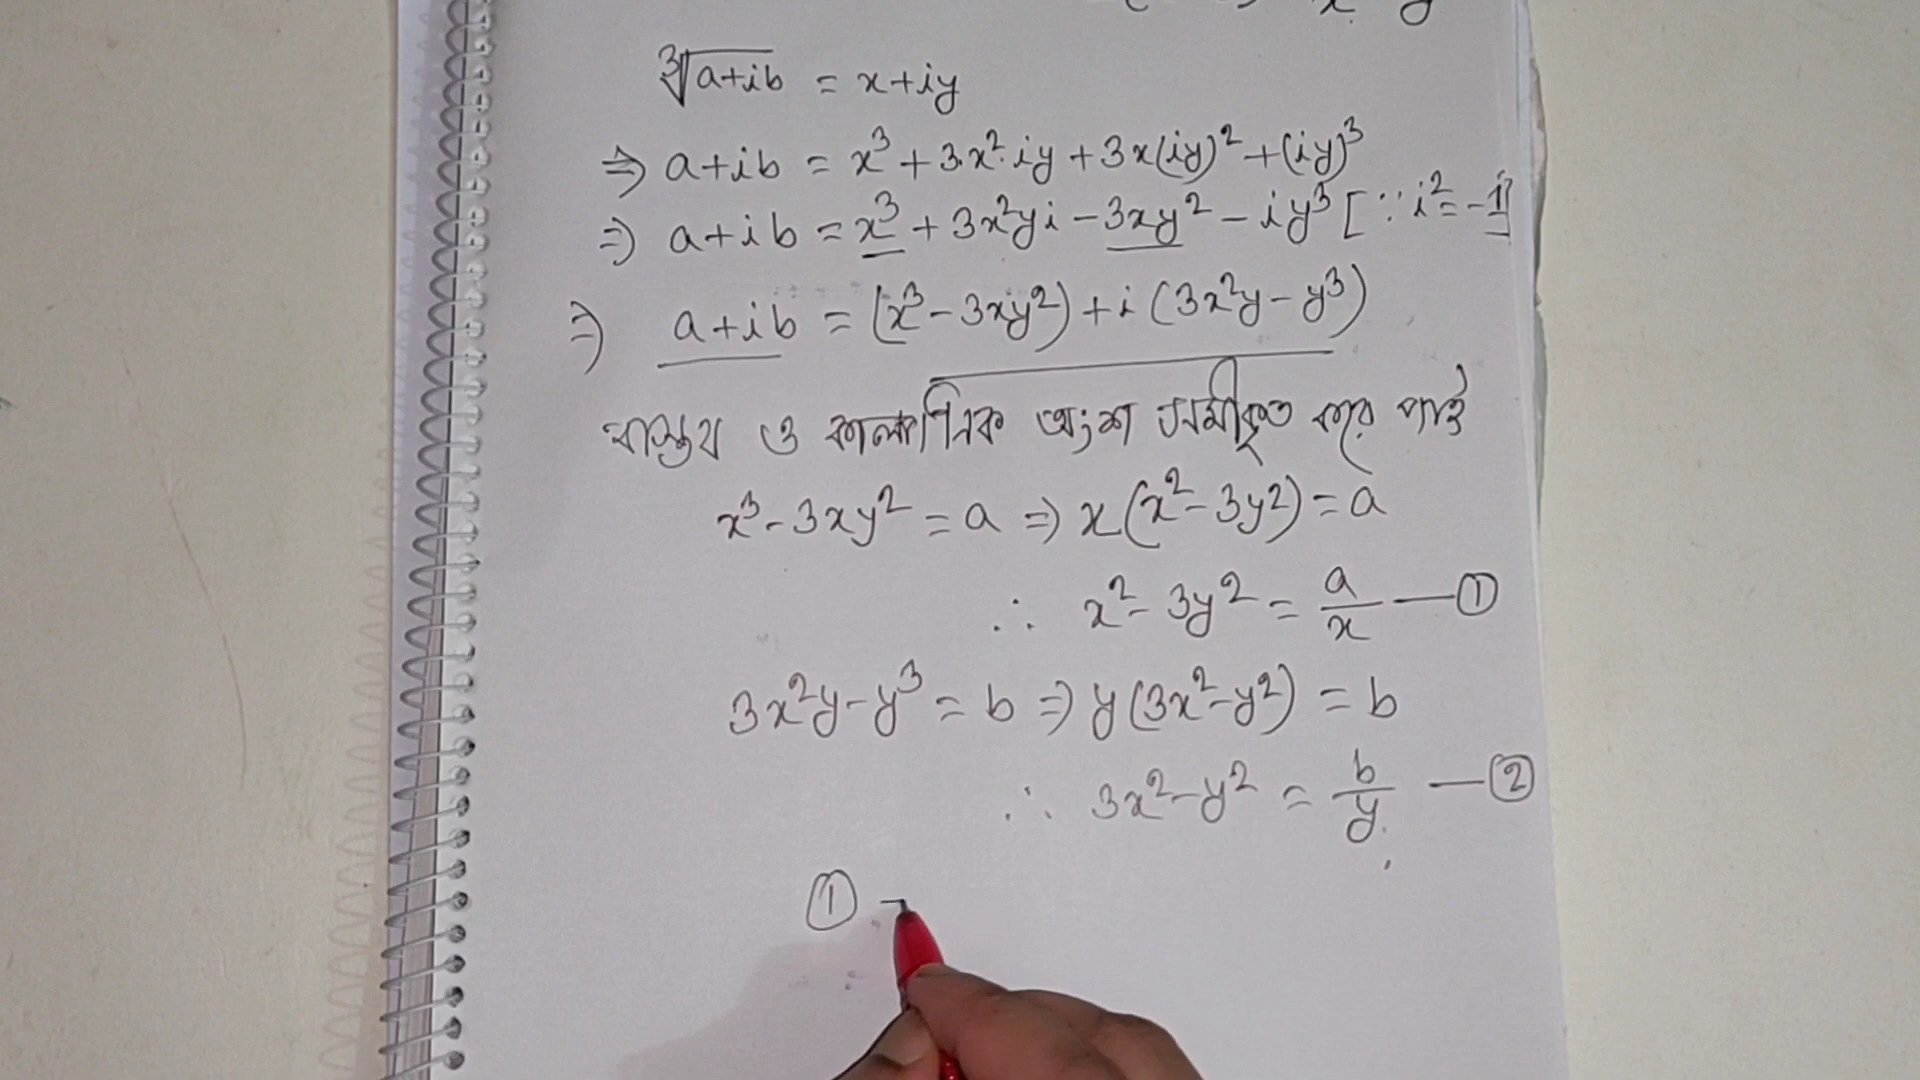 ∛(a+ib) = x+iy
⇒ a+ib = x³+3.x².iy+3x(iy)²+(iy)³
⇒ a+ib = x³+3x²yi-3xy²-iy³ [∵ i²=-1]
⇒ a+ib = (x³-3xy²)+i(3x²y-y³)
বাস্তব ও কাল্পনিক অংশ সমীকৃত করে পাই
x³-3xy² = a ⇒ x(x²-3y²) = a
∴ x²-3y² = a/x —①
3x²y-y³ = b ⇒ y(3x²-y²) = b
∴ 3x²-y² = b/y —②
① -